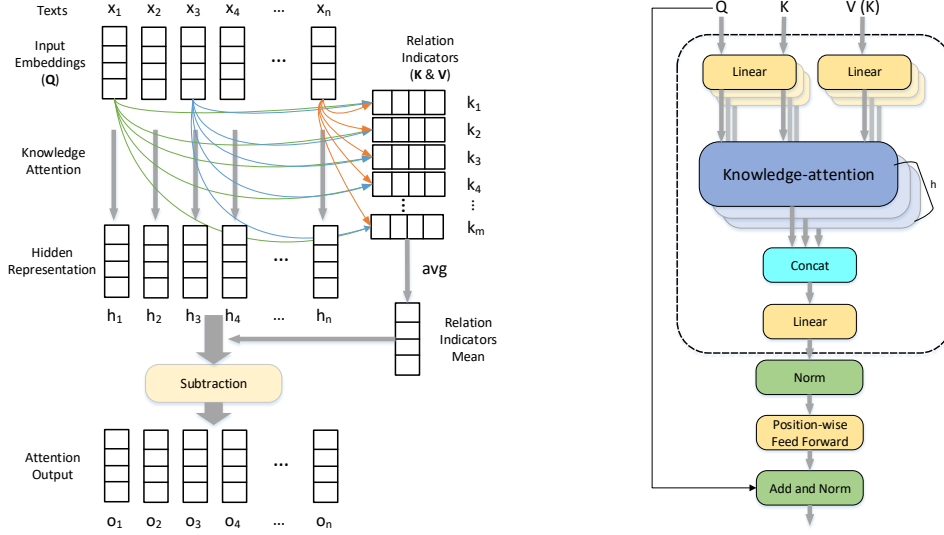 Texts x1 x2 x3 x4 ... xn
Input
Embeddings
(Q)
...
Relation
Indicators
(K & V)
k1
k2
k3
k4
⋮ ⋮
km
Knowledge
Attention
Hidden
Representation
...
avg
h1 h2 h3 h4 ... hn
Relation
Indicators
Mean
Subtraction
Attention
Output
...
o1 o2 o3 o4 ... on
Q K V (K)
Linear Linear
Knowledge-attention
h
Concat
Linear
Norm
Position-wise
Feed Forward
Add and Norm